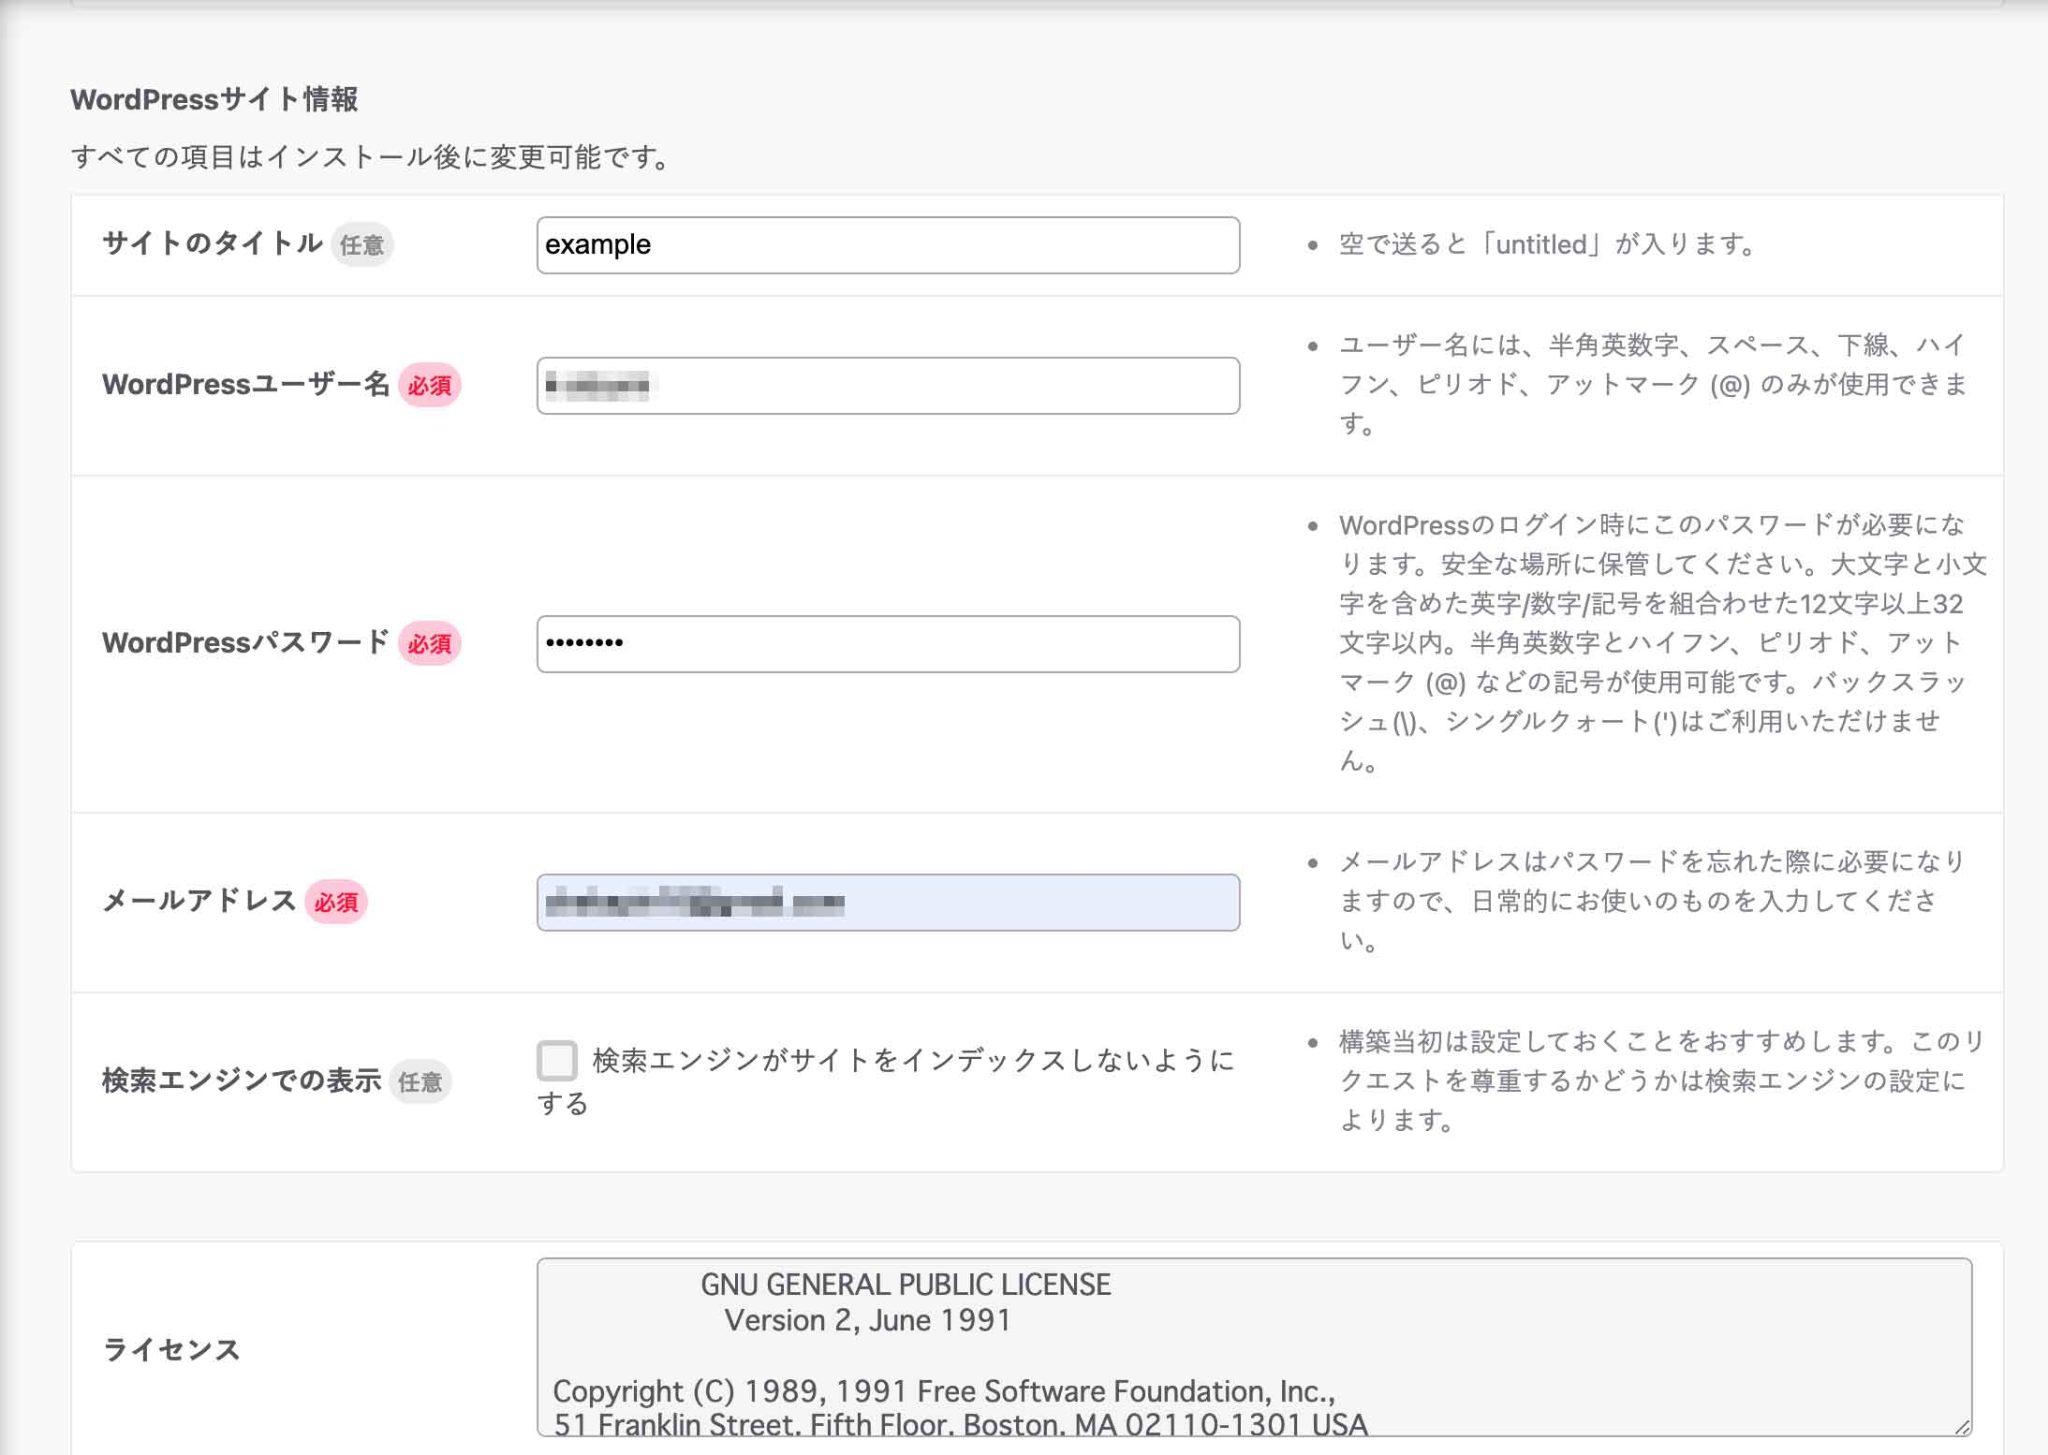 WordPressサイト情報
すべての項目はインストール後に変更可能です。
サイトのタイトル 任意
example
空で送ると「untitled」が入ります。
WordPressユーザー名 必須
ユーザー名には、半角英数字、スペース、下線、ハイ
フン、ピリオド、アットマーク (@) のみが使用できま
す。
WordPressパスワード 必須
••••••••
WordPressのログイン時にこのパスワードが必要にな
ります。安全な場所に保管してください。大文字と小文
字を含めた英字/数字/記号を組合わせた12文字以上32
文字以内。半角英数字とハイフン、ピリオド、アット
マーク (@) などの記号が使用可能です。バックスラッ
シュ(\)、シングルクォート(')はご利用いただけませ
ん。
メールアドレス 必須
メールアドレスはパスワードを忘れた際に必要になり
ますので、日常的にお使いのものを入力してくださ
い。
検索エンジンでの表示 任意
検索エンジンがサイトをインデックスしないように
する
構築当初は設定しておくことをおすすめします。このリ
クエストを尊重するかどうかは検索エンジンの設定に
よります。
ライセンス
GNU GENERAL PUBLIC LICENSE
Version 2, June 1991
Copyright (C) 1989, 1991 Free Software Foundation, Inc.,
51 Franklin Street, Fifth Floor, Boston, MA 02110-1301 USA